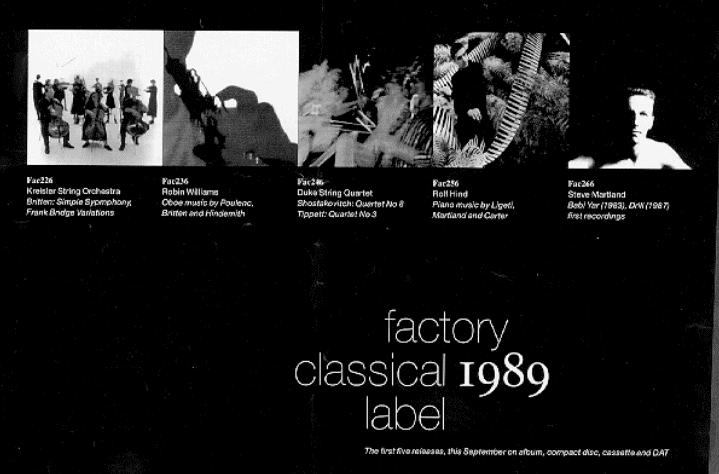 Fac226
Kreisler String Orchestra
Britten: Simple Sypmphony,
Frank Bridge Variations
Fac236
Robin Williams
Oboe music by Poulenc,
Britten and Hindemith
Fac246
Duke String Quartet
Shostakovitch: Quartet No 8
Tippett: Quartet No 3
Fac256
Rolf Hind
Piano music by Ligeti,
Martland and Carter
Fac266
Steve Martland
Babi Yar (1983), Drill (1987)
first recordings
factory
classical 1989
label
The first five releases, this September on album, compact disc, cassette and DAT